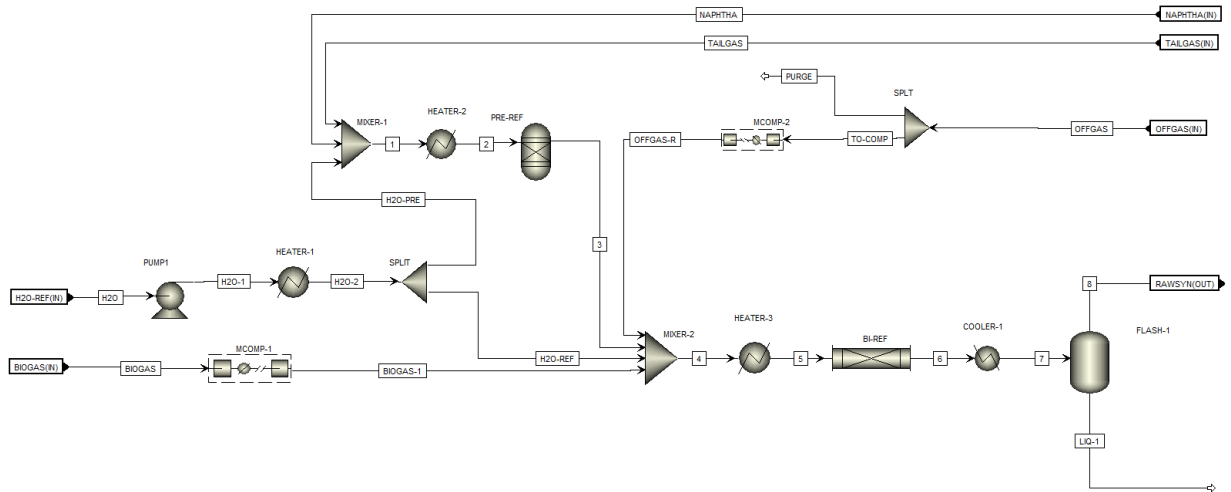 NAPHTHA
NAPHTHA(IN)
TAILGAS
TAILGAS(IN)
PURGE
SPLT
MIXER-1
HEATER-2
PRE-REF
MCOMP-2
1
2
OFFGAS-R
TO-COMP
OFFGAS
OFFGAS(IN)
H2O-PRE
3
PUMP1
HEATER-1
SPLIT
H2O-REF(IN)
H2O
H2O-1
H2O-2
8
RAWSYN(OUT)
MIXER-2
HEATER-3
COOLER-1
FLASH-1
MCOMP-1
H2O-REF
4
5
BI-REF
6
7
BIOGAS(IN)
BIOGAS
BIOGAS-1
LIQ-1